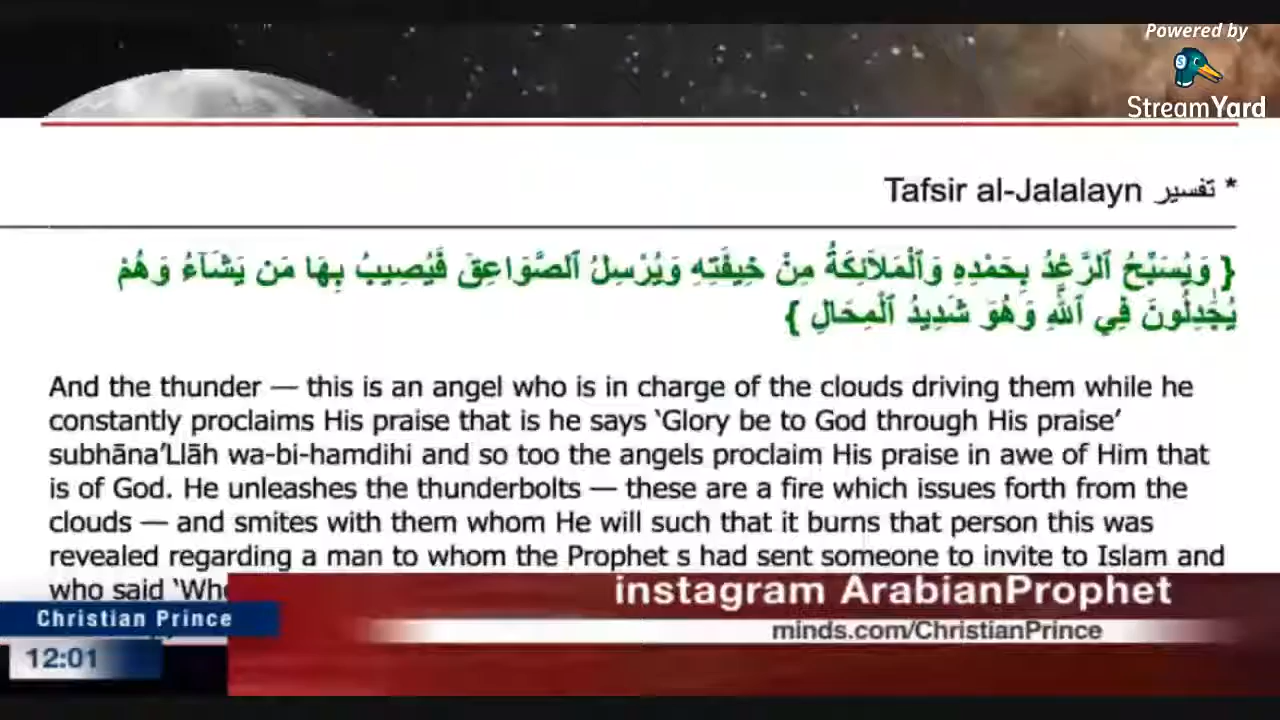 Powered by
StreamYard
Tafsir al-Jalalayn تفسير *
{ وَيُسَبِّحُ ٱلرَّعْدُ بِحَمْدِهِ وَٱلْمَلاَئِكَةُ مِنْ خِيفَتِهِ وَيُرْسِلُ ٱلصَّوَاعِقَ فَيُصِيبُ بِهَا مَن يَشَآءُ وَهُمْ
يُجَٰدِلُونَ فِي ٱللَّهِ وَهُوَ شَدِيدُ ٱلْمِحَالِ }
And the thunder — this is an angel who is in charge of the clouds driving them while he
constantly proclaims His praise that is he says ‘Glory be to God through His praise’
subhāna’Llāh wa-bi-hamdihi and so too the angels proclaim His praise in awe of Him that
is of God. He unleashes the thunderbolts — these are a fire which issues forth from the
clouds — and smites with them whom He will such that it burns that person this was
revealed regarding a man to whom the Prophet s had sent someone to invite to Islam and
who said
instagram ArabianProphet
Christian Prince
minds.com/ChristianPrince
12:01